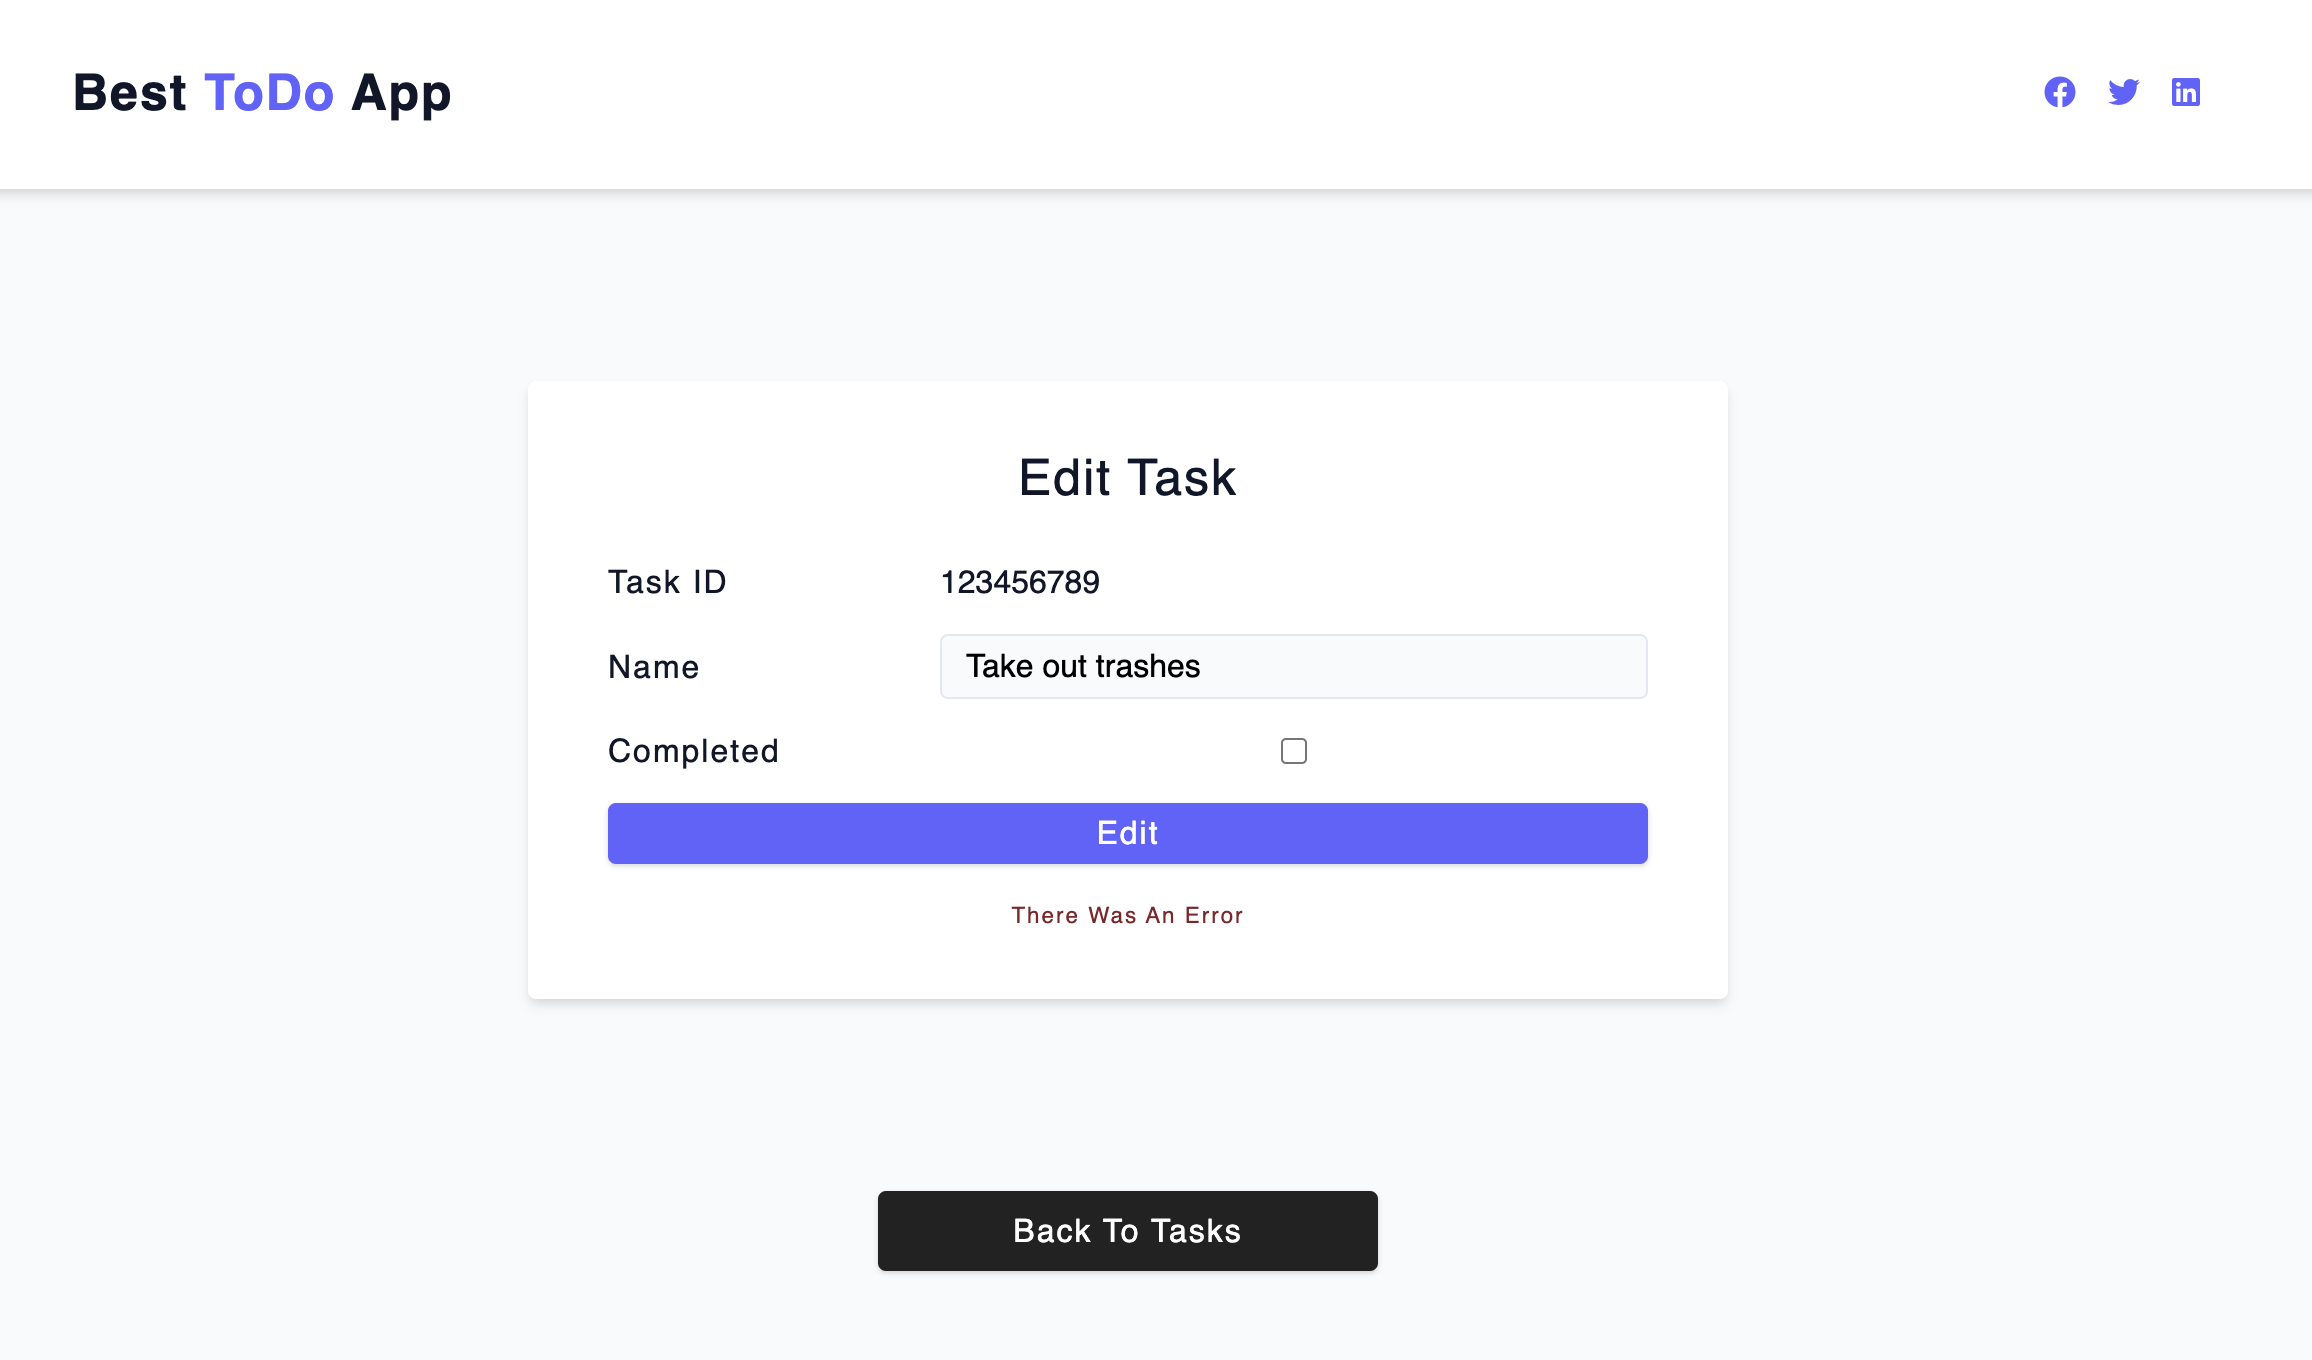 Best ToDo App
Edit Task
Task ID 123456789
Name Take out trashes
Completed
Edit
There Was An Error
Back To Tasks